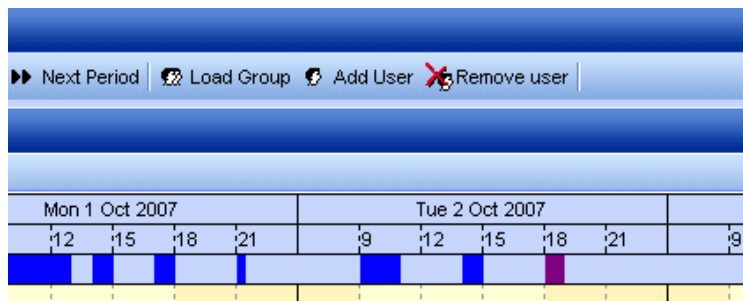 Next Period Load Group Add User Remove user
Mon 1 Oct 2007 Tue 2 Oct 2007
12 15 18 21 9 12 15 18 21 9